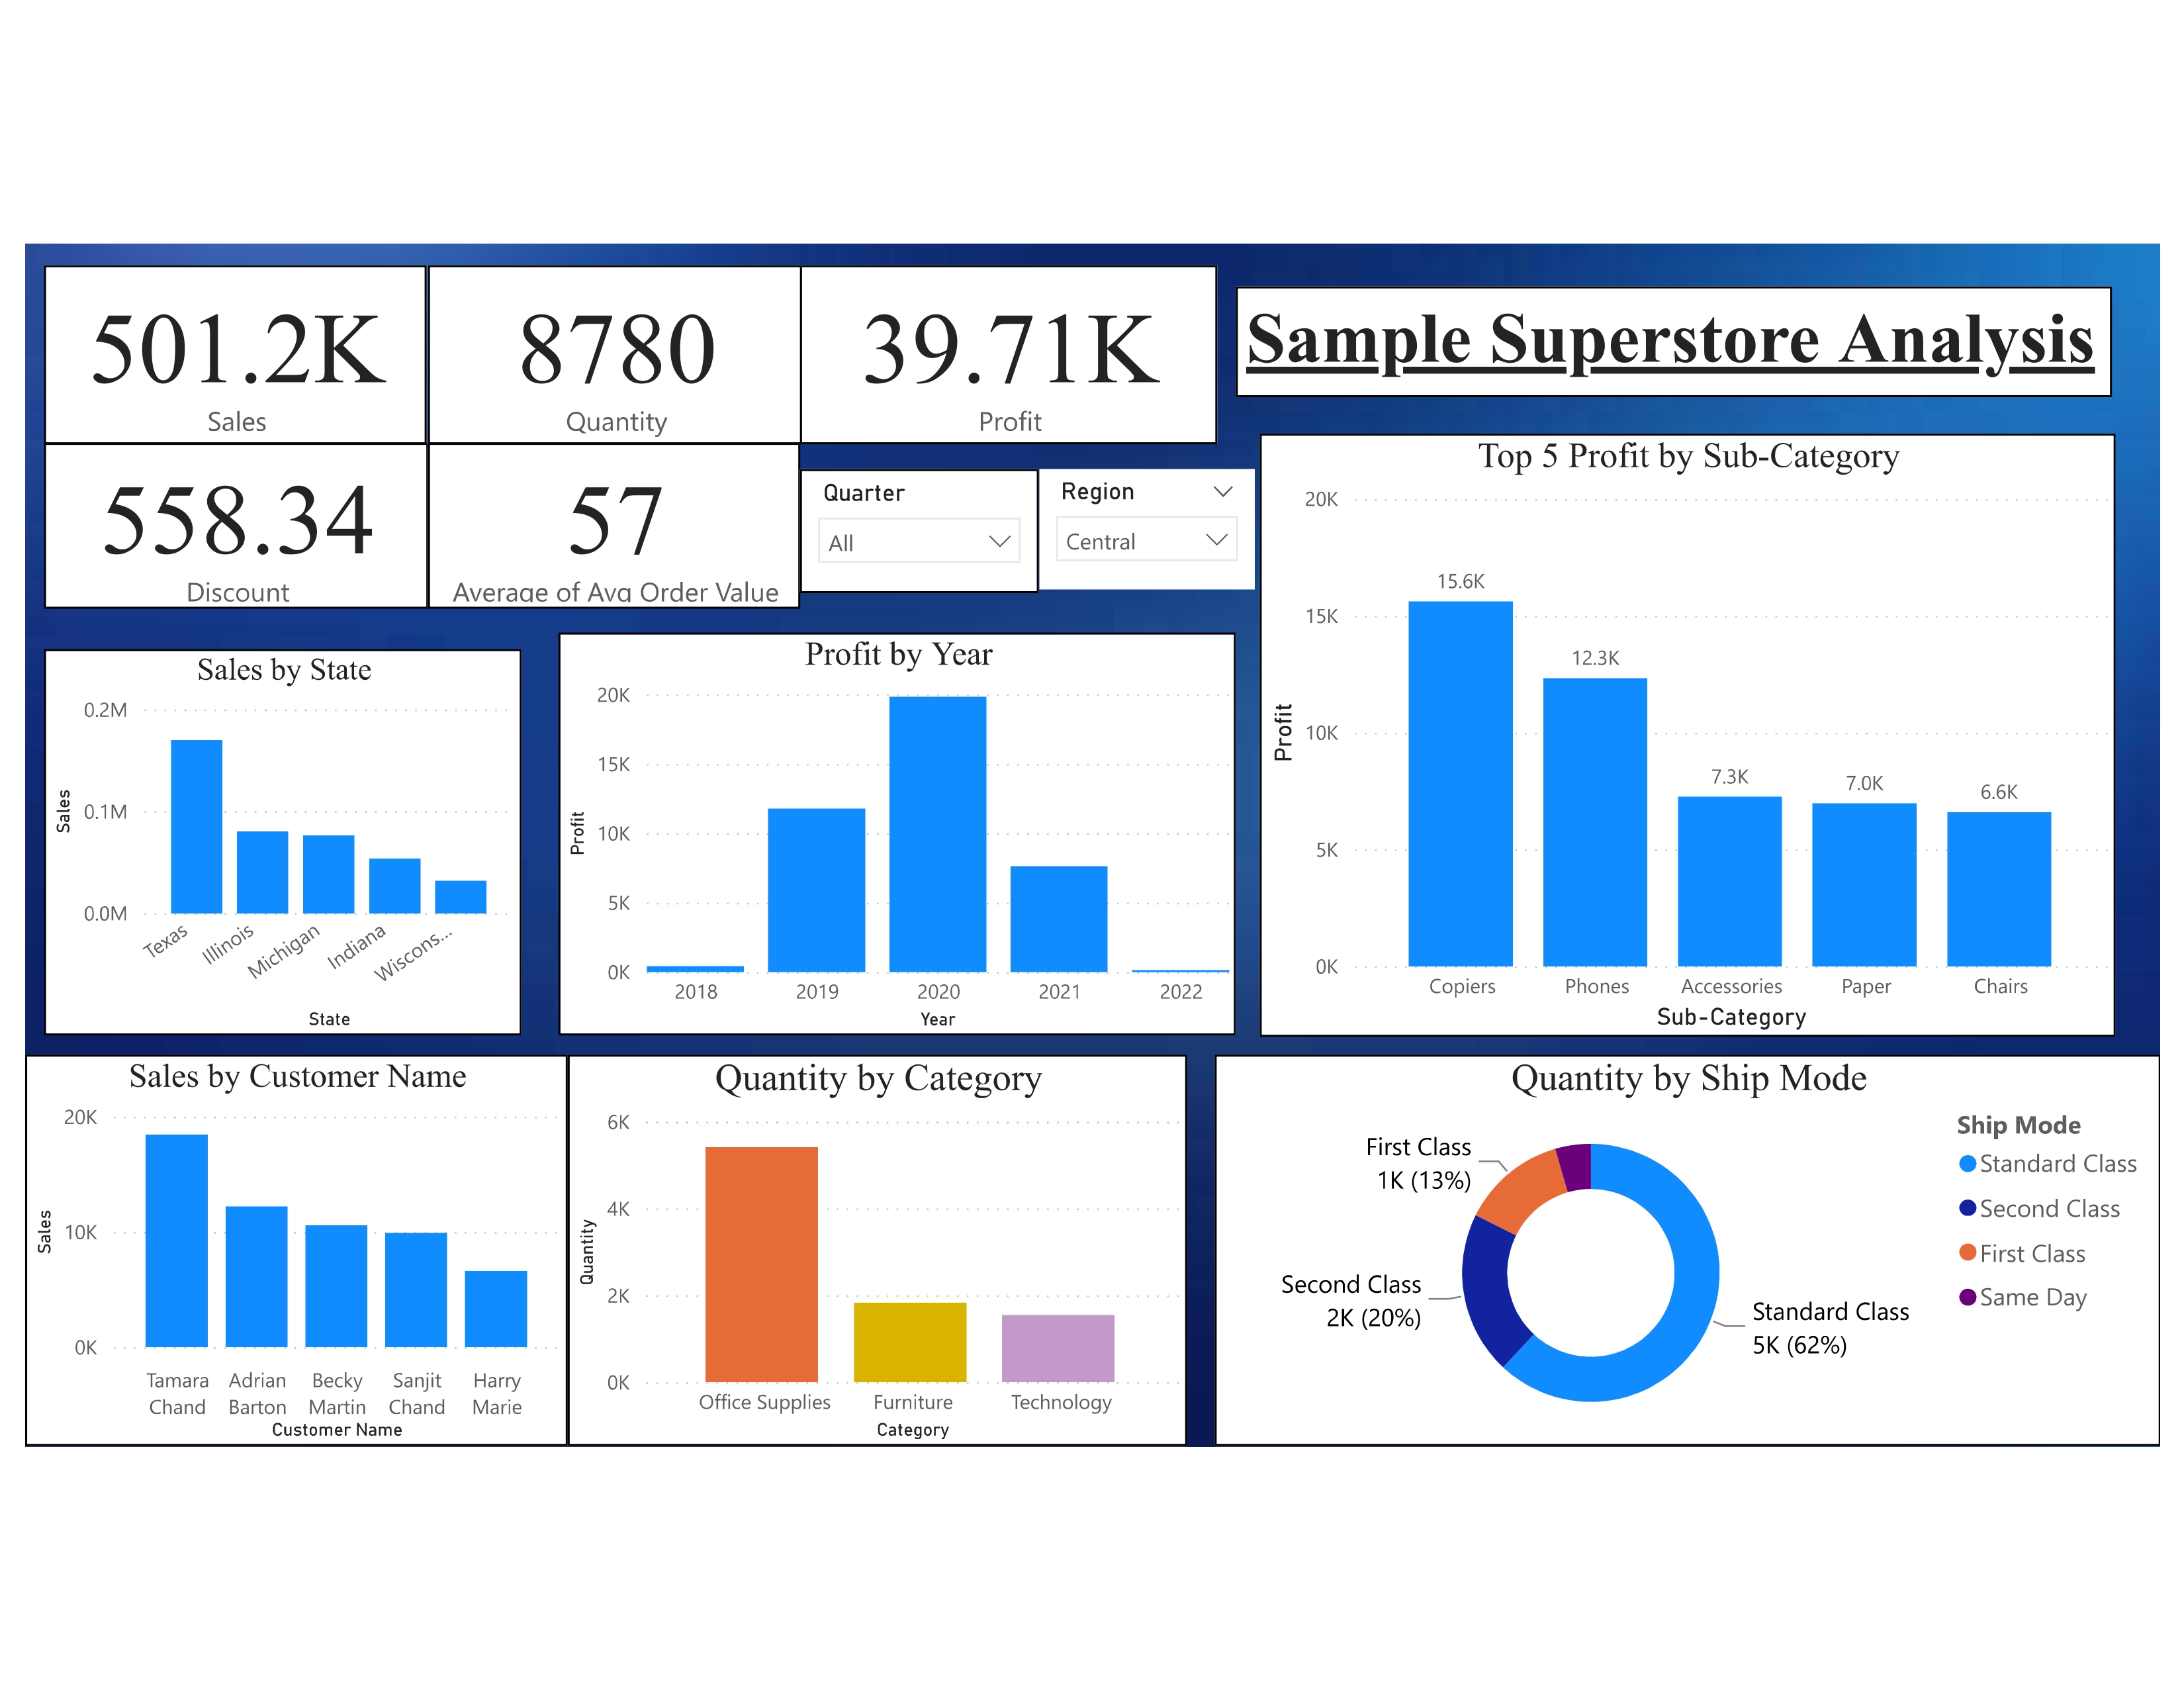 501.2K
Sales
8780
Quantity
39.71K
Profit
Sample Superstore Analysis
558.34
Discount
57
Average of Avg Order Value
Quarter
All
Region
Central
Top 5 Profit by Sub-Category
20K
15K
10K
5K
0K
Profit
15.6K
12.3K
7.3K
7.0K
6.6K
Copiers Phones Accessories Paper Chairs
Sub-Category
Sales by State
0.2M
0.1M
0.0M
Sales
Texas Illinois Michigan Indiana Wiscons...
State
Profit by Year
20K
15K
10K
5K
0K
Profit
2018 2019 2020 2021 2022
Year
Sales by Customer Name
20K
10K
0K
Sales
Tamara Adrian Becky Sanjit Harry
Chand Barton Martin Chand Marie
Customer Name
Quantity by Category
6K
4K
2K
0K
Quantity
Office Supplies Furniture Technology
Category
Quantity by Ship Mode
First Class
1K (13%)
Second Class
2K (20%)
Standard Class
5K (62%)
Ship Mode
Standard Class
Second Class
First Class
Same Day